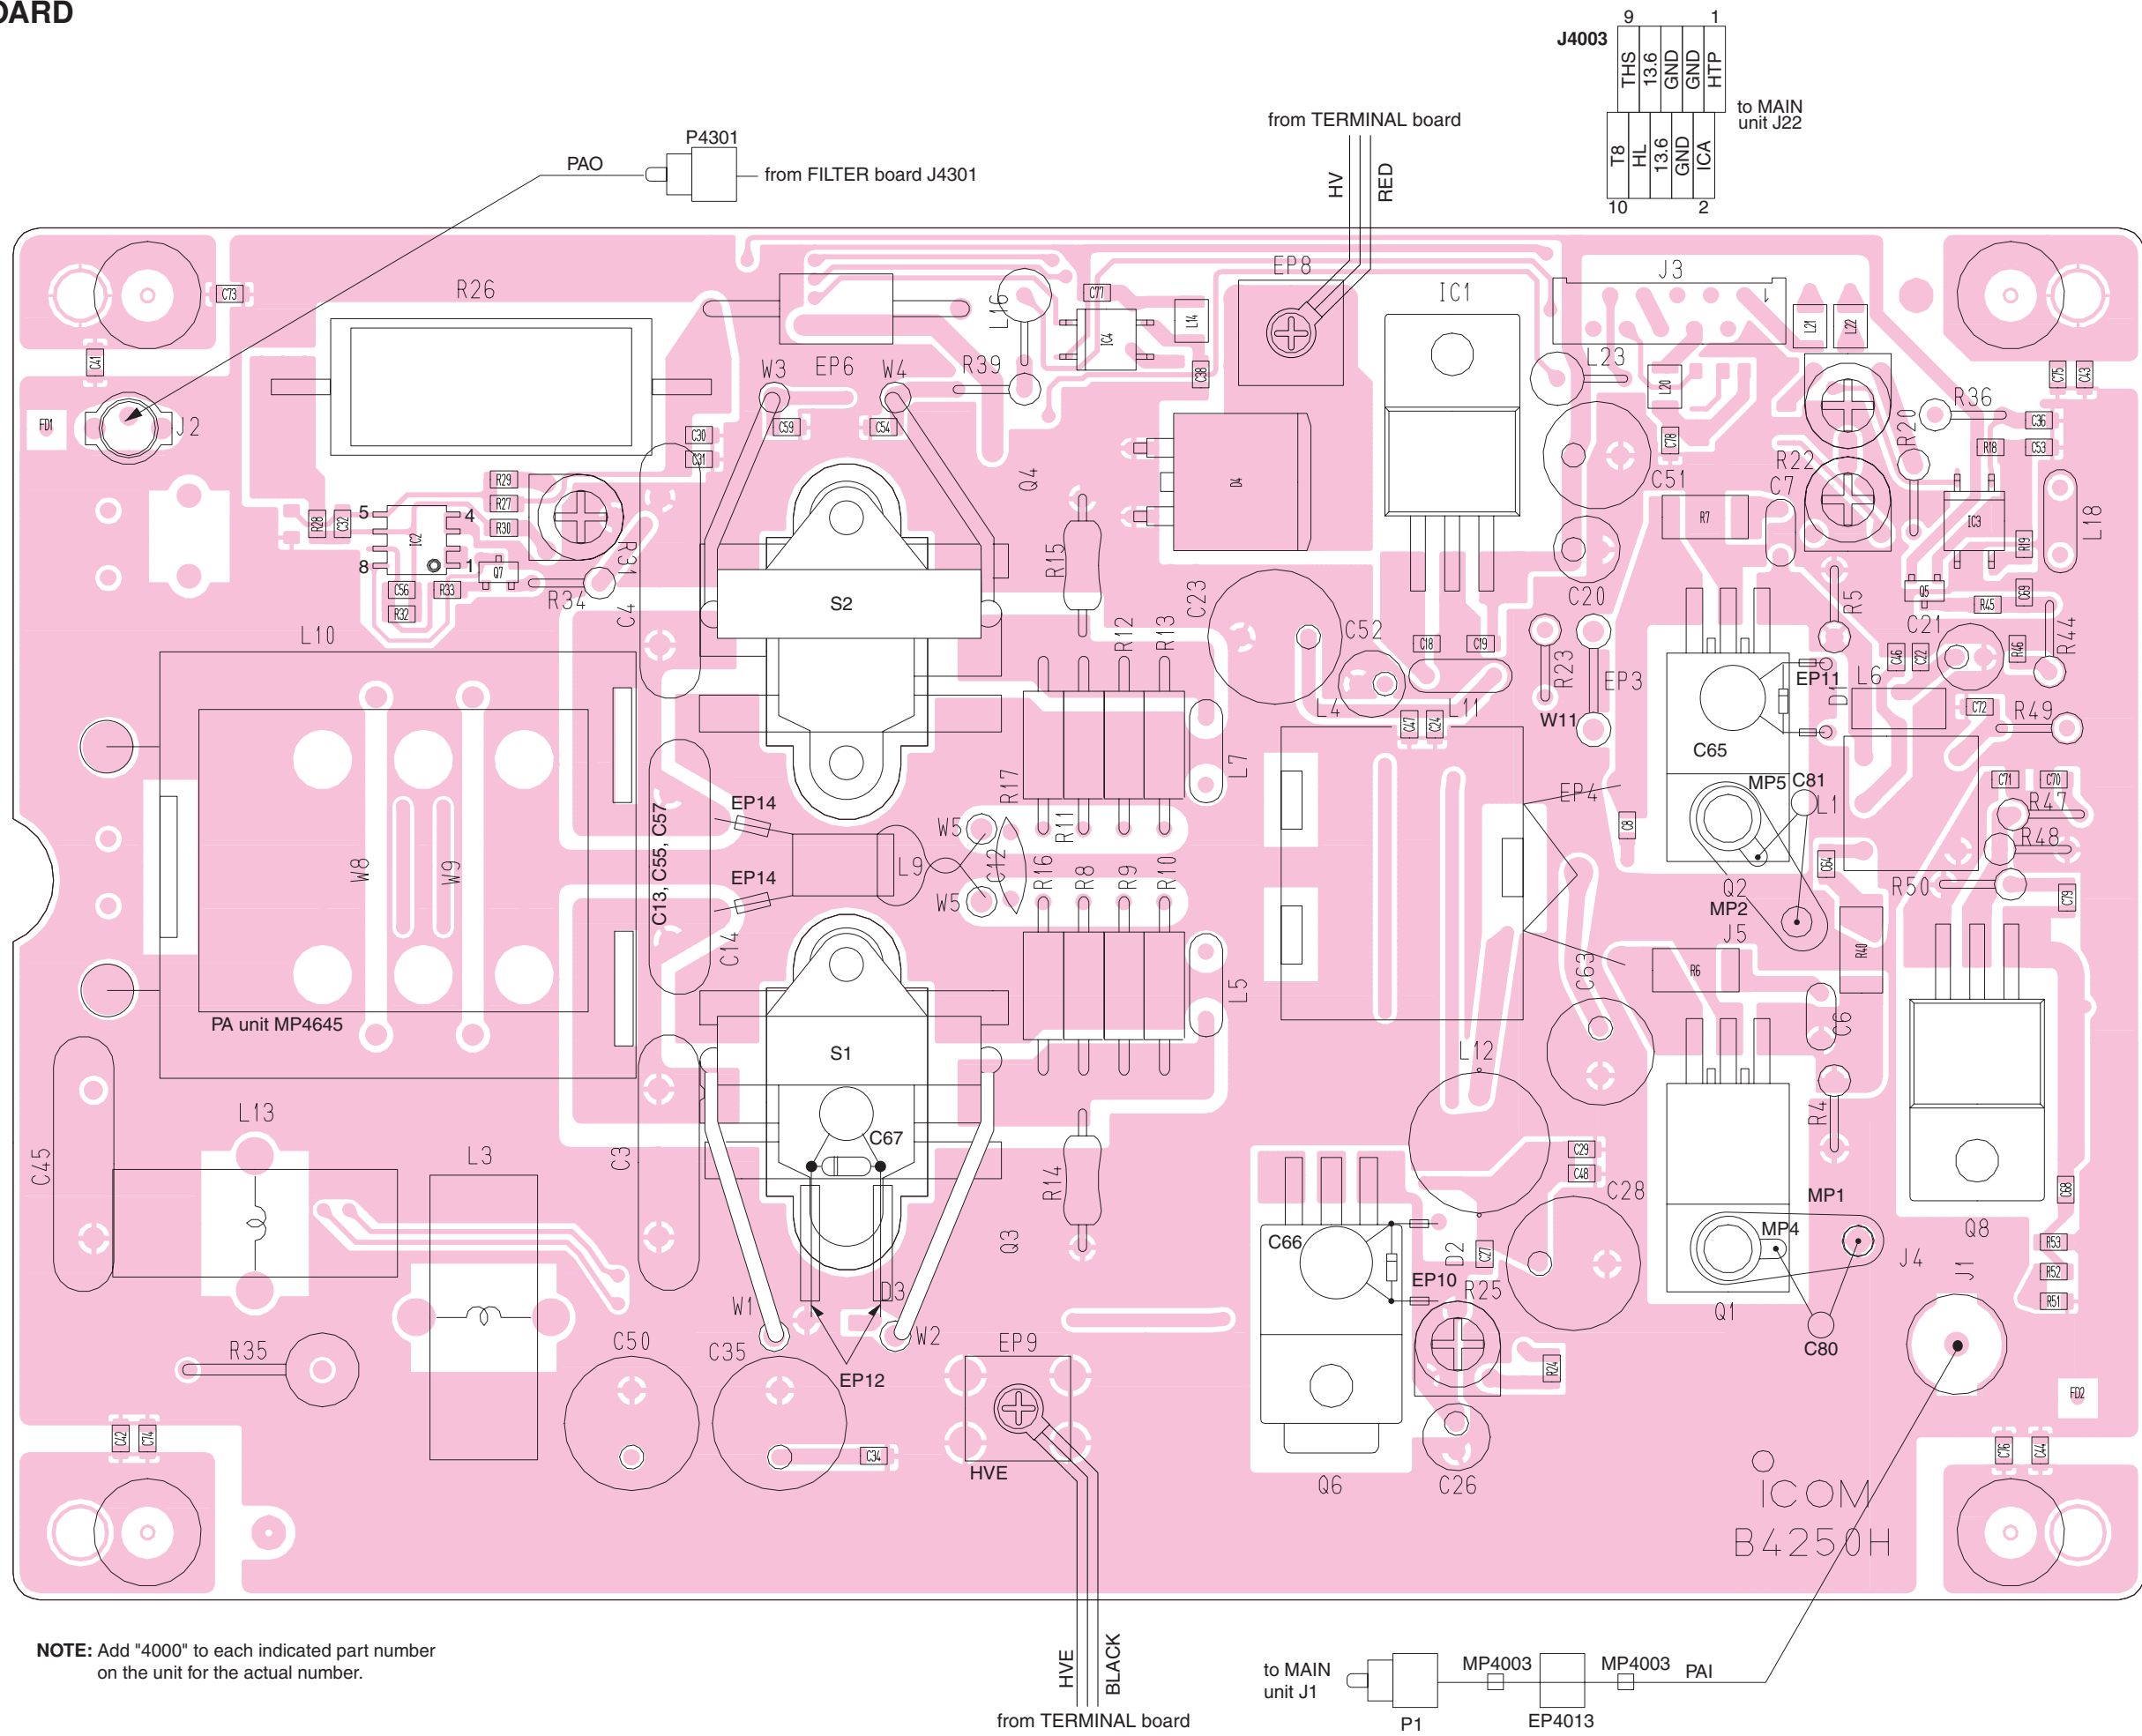 OARD
9 1
J4003
THS
13.6
GND
GND
HTP
to MAIN
unit J22
T8
HL
13.6
GND
ICA
10 2
P4301
PAO
from FILTER board J4301
from TERMINAL board
HV
RED
EP8
J3
1
C73
R26
L16
C77
IC4
L14
IC1
L21
L22
C41
W3
EP6
W4
R39
C38
L23
L20
C75
C43
FD1
J2
R36
C30
C59
C54
C31
C78
R20
C36
R18
C53
R29
R27
R30
Q4
D4
C51
R22
C7
R28
C32
5
4
IC2
8
1
Q7
R31
R7
IC3
R19
L18
C56
R33
R32
R34
C4
S2
R15
C23
C20
R5
Q5
R45
C69
L10
R12
R13
C52
C18
C19
R23
EP3
C21
C46
C22
R46
R44
EP11
D1
L6
C72
R49
L4
C47
C24
L11
W11
C65
R17
L7
EP4
MP5
C81
L1
C71
C70
R47
EP14
W5
R11
C8
R48
W8
W9
C13, C55, C57
L9
C12
C64
EP14
W5
R16
R8
R9
R10
Q2
R50
C79
MP2
C14
J5
R40
L5
C63
R6
PA unit MP4645
S1
L12
C6
L13
C67
R4
C45
L3
C3
R14
C29
C48
C28
MP1
C68
MP4
Q3
C66
D2
C27
Q8
R53
J4
J1
R52
EP10
R25
R51
W1
D3
Q1
W2
C50
C35
EP9
R35
C80
EP12
R24
FD2
C42
C74
C34
HVE
C76
C44
Q6
C26
iCOM
B4250H
NOTE: Add "4000" to each indicated part number
on the unit for the actual number.
HVE
BLACK
from TERMINAL board
to MAIN
unit J1
MP4003
MP4003
PAI
P1
EP4013